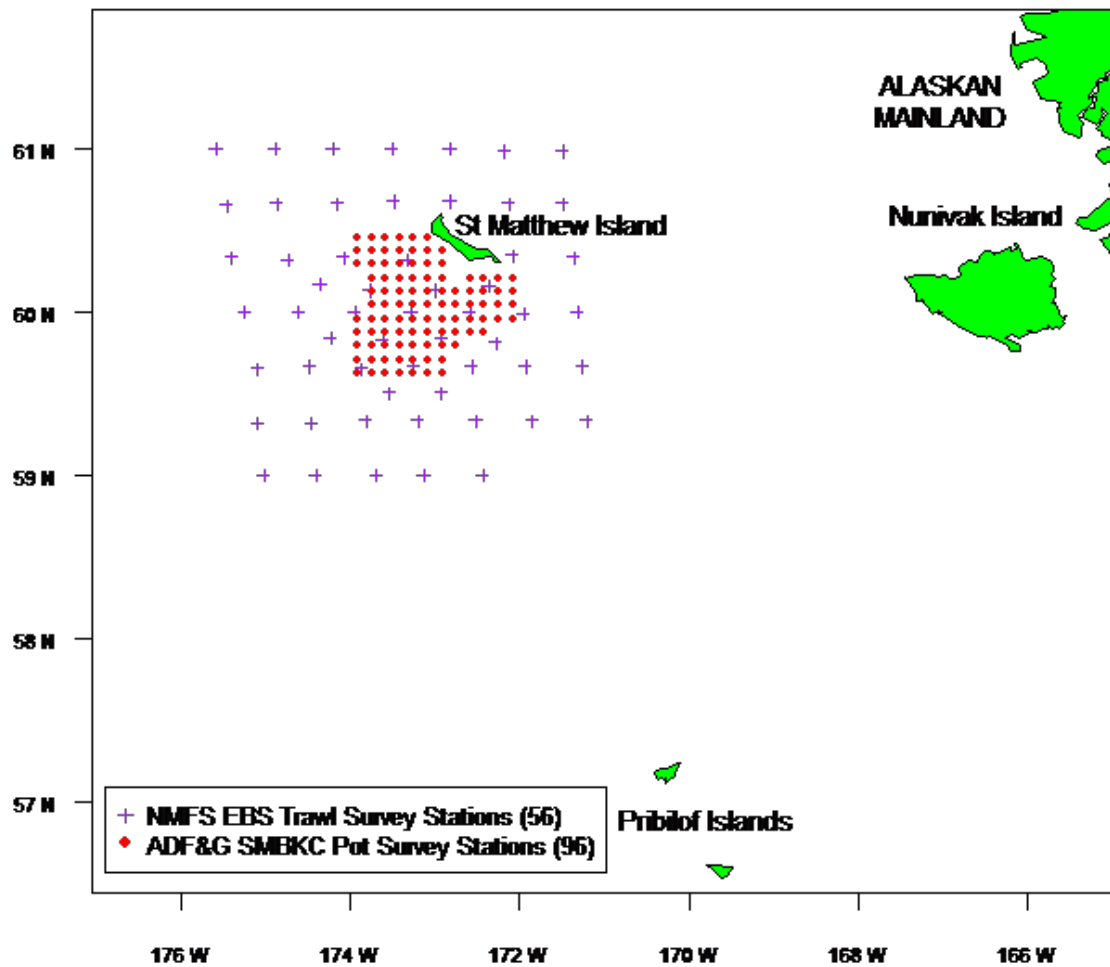 ALASKAN
MAINLAND
61 N
St Matthew Island
Nunivak Island
60 N
59 N
58 N
57 N
NMFS EBS Trawl Survey Stations (56)
ADF&G SMBKC Pot Survey Stations (96)
Pribilof Islands
176 W
174 W
172 W
170 W
168 W
166 W